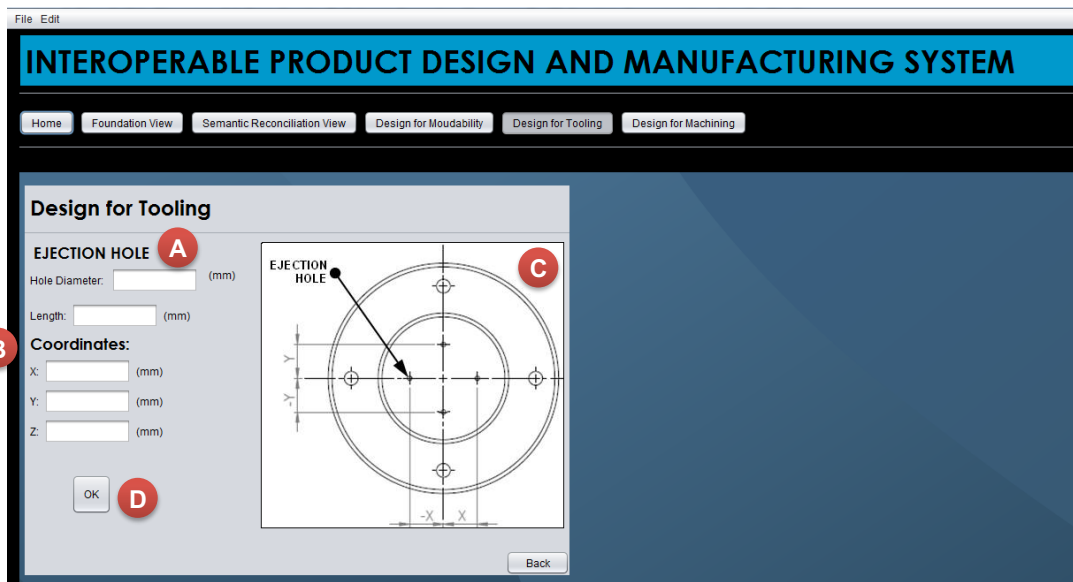 File Edit
INTEROPERABLE PRODUCT DESIGN AND MANUFACTURING SYSTEM
Home Foundation View Semantic Reconciliation View Design for Moudability Design for Tooling Design for Machining
Design for Tooling
EJECTION HOLE A
Hole Diameter: (mm)
Length: (mm)
B Coordinates:
X: (mm)
Y: (mm)
Z: (mm)
OK D
C
EJECTION
HOLE
Y
-Y
-X X
Back